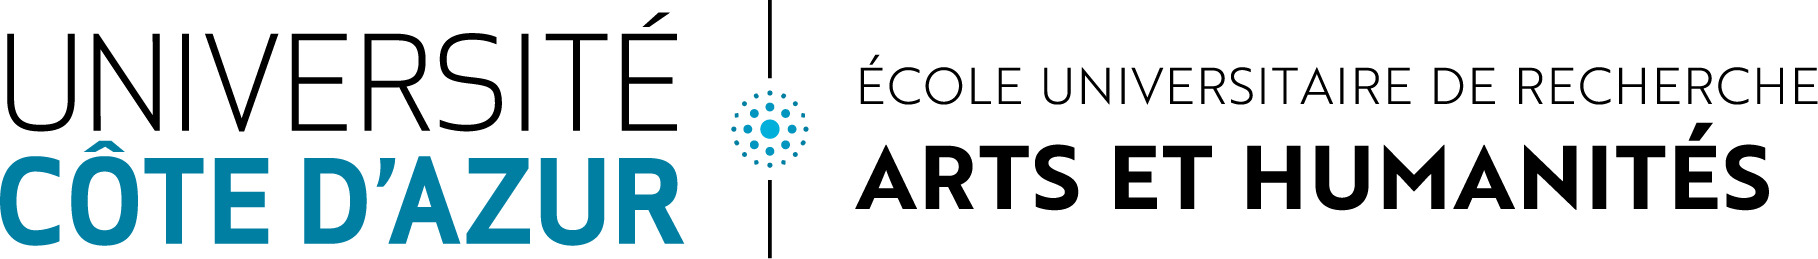 UNIVERSITÉ
CÔTE D'AZUR
ÉCOLE UNIVERSITAIRE DE RECHERCHE
ARTS ET HUMANITÉS